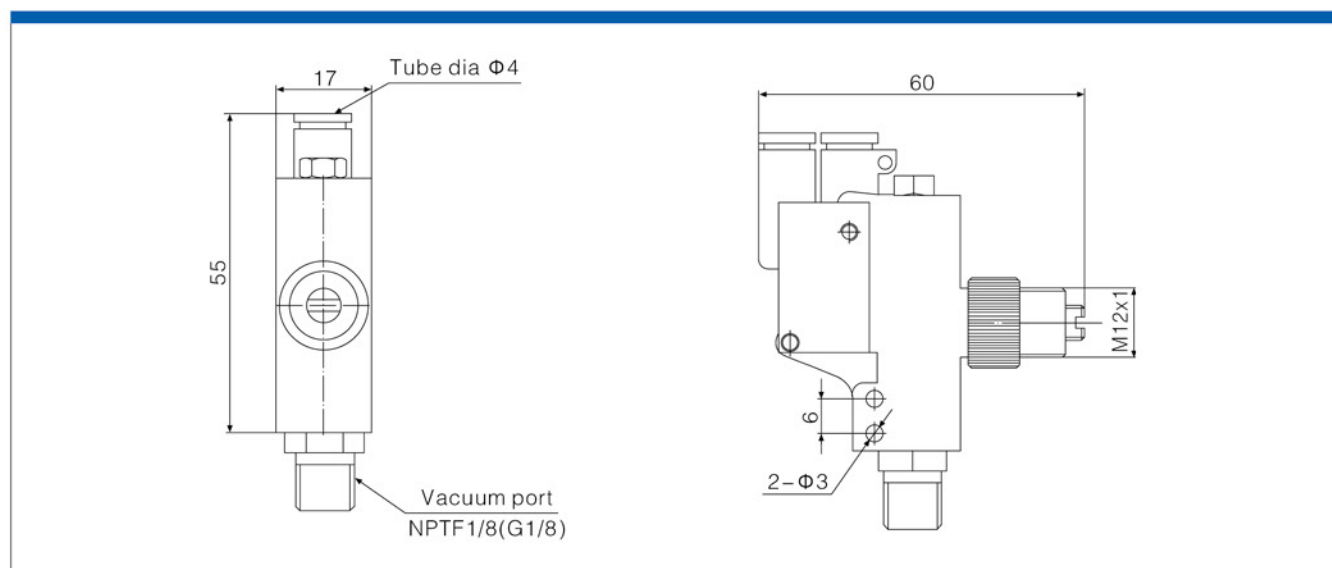 17
Tube dia Φ4
55
Vacuum port
NPTF1/8(G1/8)
60
M12x1
6
2-Φ3